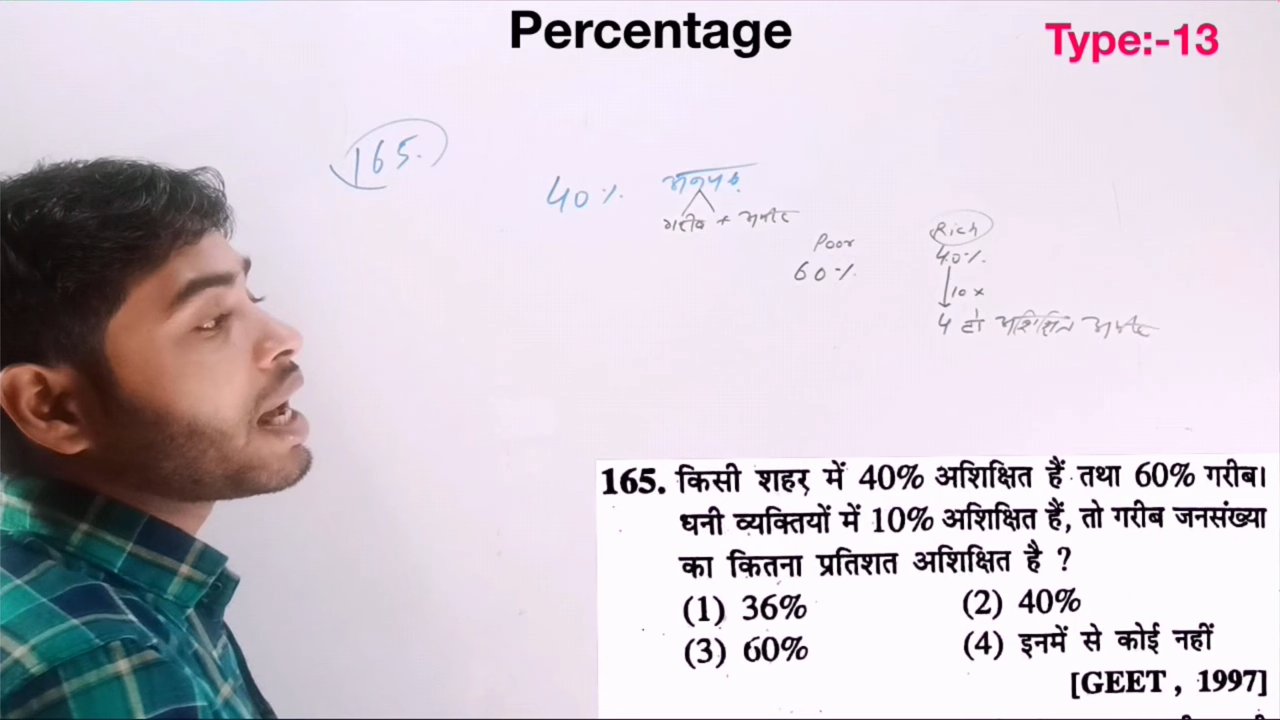 Percentage
Type:-13
165.
40% अनपढ़
गरीब + अमीर
Poor Rich
60% 40%
10%
4 टो अशिक्षित अमीर
165. किसी शहर में 40% अशिक्षित हैं तथा 60% गरीब।
धनी व्यक्तियों में 10% अशिक्षित हैं, तो गरीब जनसंख्या
का कितना प्रतिशत अशिक्षित है ?
(1) 36% (2) 40%
(3) 60% (4) इनमें से कोई नहीं
[GEET , 1997]